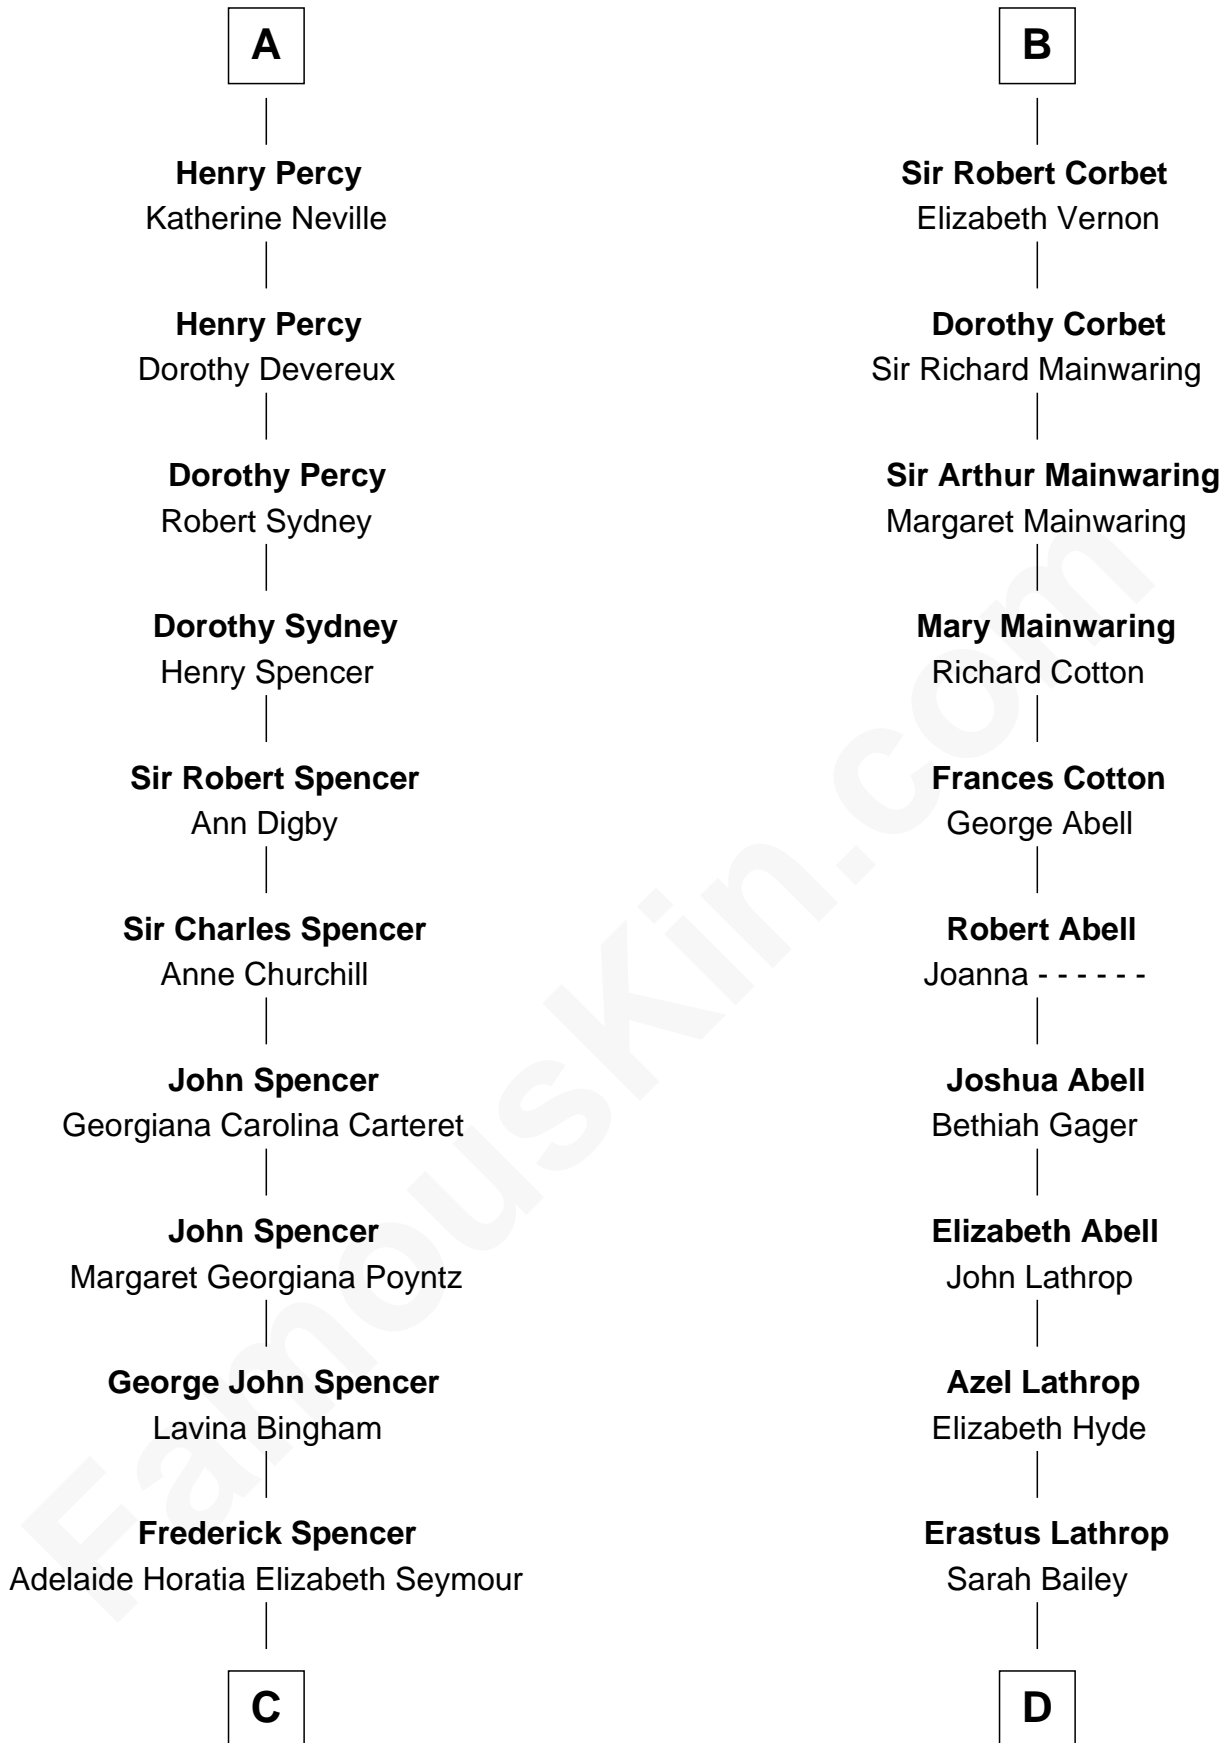 A
Henry Percy
Katherine Neville
Henry Percy
Dorothy Devereux
Dorothy Percy
Robert Sydney
Dorothy Sydney
Henry Spencer
Sir Robert Spencer
Ann Digby
Sir Charles Spencer
Anne Churchill
John Spencer
Georgiana Carolina Carteret
John Spencer
Margaret Georgiana Poyntz
George John Spencer
Lavina Bingham
Frederick Spencer
Adelaide Horatia Elizabeth Seymour
C
B
Sir Robert Corbet
Elizabeth Vernon
Dorothy Corbet
Sir Richard Mainwaring
Sir Arthur Mainwaring
Margaret Mainwaring
Mary Mainwaring
Richard Cotton
Frances Cotton
George Abell
Robert Abell
Joanna - - - - - -
Joshua Abell
Bethiah Gager
Elizabeth Abell
John Lathrop
Azel Lathrop
Elizabeth Hyde
Erastus Lathrop
Sarah Bailey
D
FamousKin.com